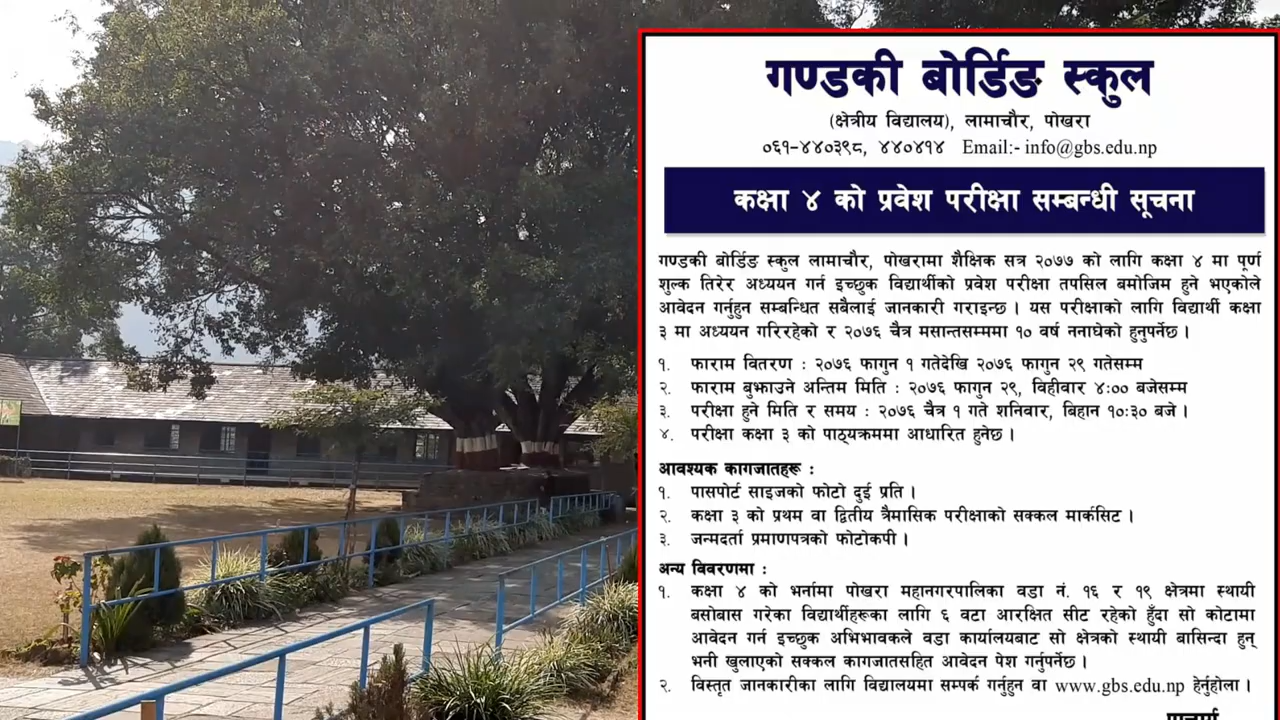 गण्डकी बोर्डिङ स्कुल
(क्षेत्रीय विद्यालय), लामाचौर, पोखरा
०६१-४४०३९८, ४४०४१४ Email:- info@gbs.edu.np
कक्षा ४ को प्रवेश परीक्षा सम्बन्धी सूचना
गण्डकी बोर्डिङ स्कुल लामाचौर, पोखरामा शैक्षिक सत्र २०७७ को लागि कक्षा ४ मा पूर्ण
शुल्क तिरेर अध्ययन गर्न इच्छुक विद्यार्थीको प्रवेश परीक्षा तपसिल बमोजिम हुने भएकोले
आवेदन गर्नुहुन सम्बन्धित सबैलाई जानकारी गराइन्छ । यस परीक्षाको लागि विद्यार्थी कक्षा
३ मा अध्ययन गरिरहेको र २०७६ चैत्र मसान्तसम्ममा १० वर्ष ननाघेको हुनुपर्नेछ ।
१. फाराम वितरण : २०७६ फागुन १ गतेदेखि २०७६ फागुन २९ गतेसम्म
२. फाराम बुझाउने अन्तिम मिति : २०७६ फागुन २९, विहीवार ४:०० बजेसम्म
३. परीक्षा हुने मिति र समय : २०७६ चैत्र १ गते शनिवार, बिहान १०:३० बजे ।
४. परीक्षा कक्षा ३ को पाठ्यक्रममा आधारित हुनेछ ।
आवश्यक कागजातहरू :
१. पासपोर्ट साइजको फोटो दुई प्रति ।
२. कक्षा ३ को प्रथम वा द्वितीय त्रैमासिक परीक्षाको सक्कल मार्कसिट ।
३. जन्मदर्ता प्रमाणपत्रको फोटोकपी ।
अन्य विवरणमा :
१. कक्षा ४ को भर्नामा पोखरा महानगरपालिका वडा नं. १६ र १९ क्षेत्रमा स्थायी
बसोबास गरेका विद्यार्थीहरूका लागि ६ वटा आरक्षित सीट रहेको हुँदा सो कोटामा
आवेदन गर्न इच्छुक अभिभावकले वडा कार्यालयबाट सो क्षेत्रको स्थायी बासिन्दा हुन्
भनी खुलाएको सक्कल कागजातसहित आवेदन पेश गर्नुपर्नेछ ।
२. विस्तृत जानकारीका लागि विद्यालयमा सम्पर्क गर्नुहुन वा www.gbs.edu.np हेर्नुहोला ।